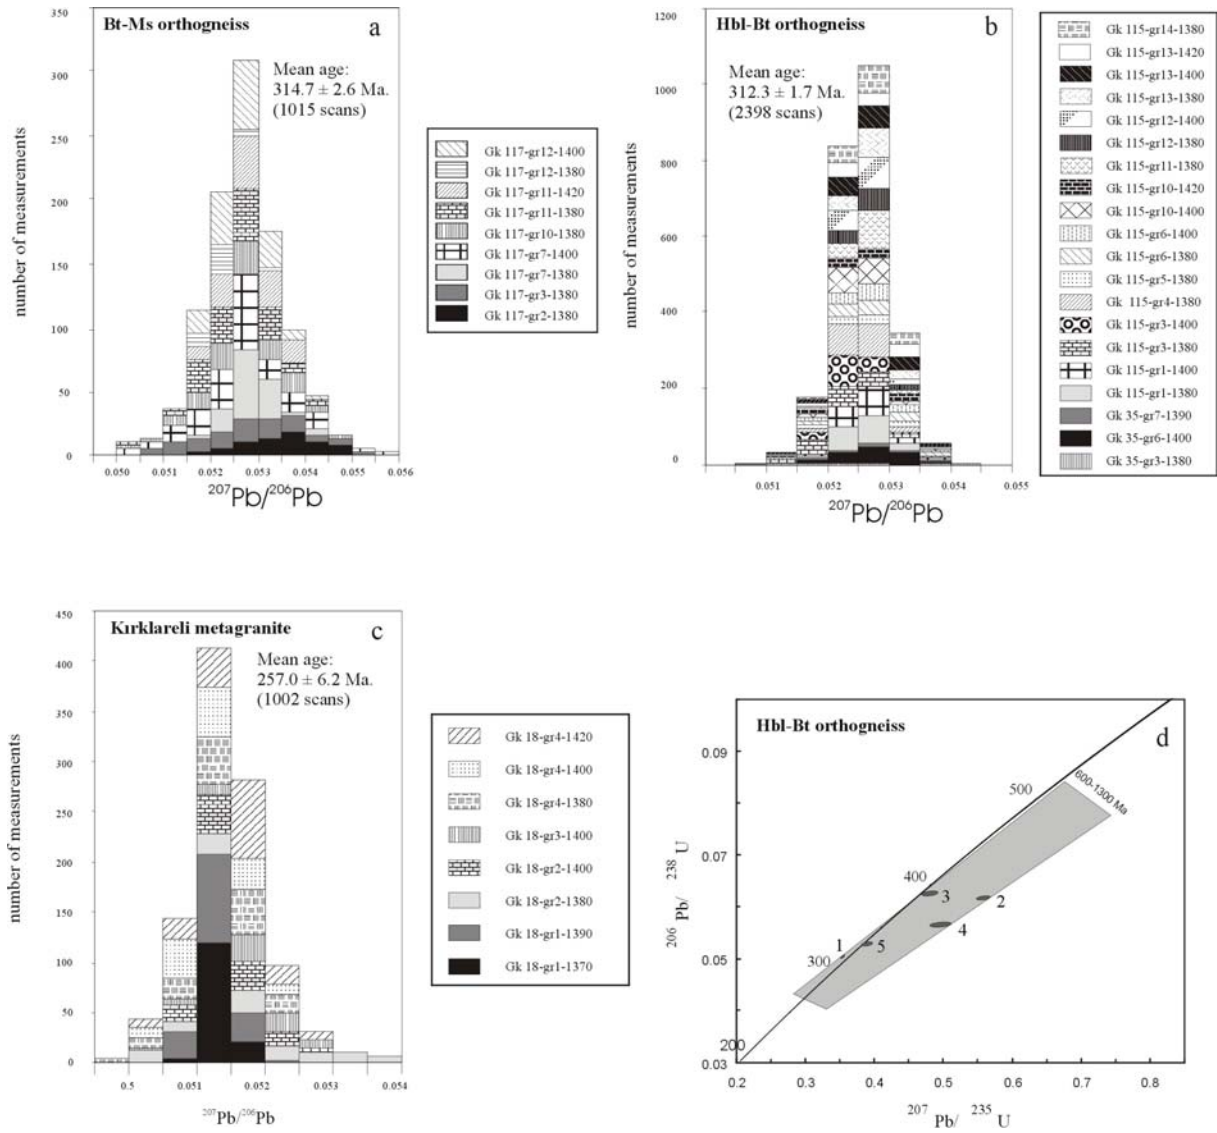 Bt-Ms orthogneiss
a
Mean age:
314.7 ± 2.6 Ma.
(1015 scans)
number of measurements
350
300
250
200
150
100
50
0
0.050
0.051
0.052
0.053
0.054
0.055
0.056
207Pb/206Pb
Gk 117-gr12-1400
Gk 117-gr12-1380
Gk 117-gr11-1420
Gk 117-gr11-1380
Gk 117-gr10-1380
Gk 117-gr7-1400
Gk 117-gr7-1380
Gk 117-gr3-1380
Gk 117-gr2-1380
Hbl-Bt orthogneiss
b
Mean age:
312.3 ± 1.7 Ma.
(2398 scans)
number of measurements
1200
1000
800
600
400
200
0
0.051
0.052
0.053
0.054
0.055
207Pb/206Pb
Gk 115-gr14-1380
Gk 115-gr13-1420
Gk 115-gr13-1400
Gk 115-gr13-1380
Gk 115-gr12-1400
Gk 115-gr12-1380
Gk 115-gr11-1380
Gk 115-gr10-1420
Gk 115-gr10-1400
Gk 115-gr6-1400
Gk 115-gr6-1380
Gk 115-gr5-1380
Gk 115-gr4-1380
Gk 115-gr3-1400
Gk 115-gr3-1380
Gk 115-gr1-1400
Gk 115-gr1-1380
Gk 35-gr7-1390
Gk 35-gr6-1400
Gk 35-gr3-1380
Kırklareli metagranite
c
Mean age:
257.0 ± 6.2 Ma.
(1002 scans)
number of measurements
450
400
350
300
250
200
150
100
50
0
0.5
0.051
0.052
0.053
0.054
207Pb/206Pb
Gk 18-gr4-1420
Gk 18-gr4-1400
Gk 18-gr4-1380
Gk 18-gr3-1400
Gk 18-gr2-1400
Gk 18-gr2-1380
Gk 18-gr1-1390
Gk 18-gr1-1370
Hbl-Bt orthogneiss
d
600-1300 Ma
500
400
300
200
1
2
3
4
5
206 Pb/ 238 U
0.09
0.07
0.05
0.03
0.2
0.3
0.4
0.5
0.6
0.7
0.8
207 Pb/ 235 U